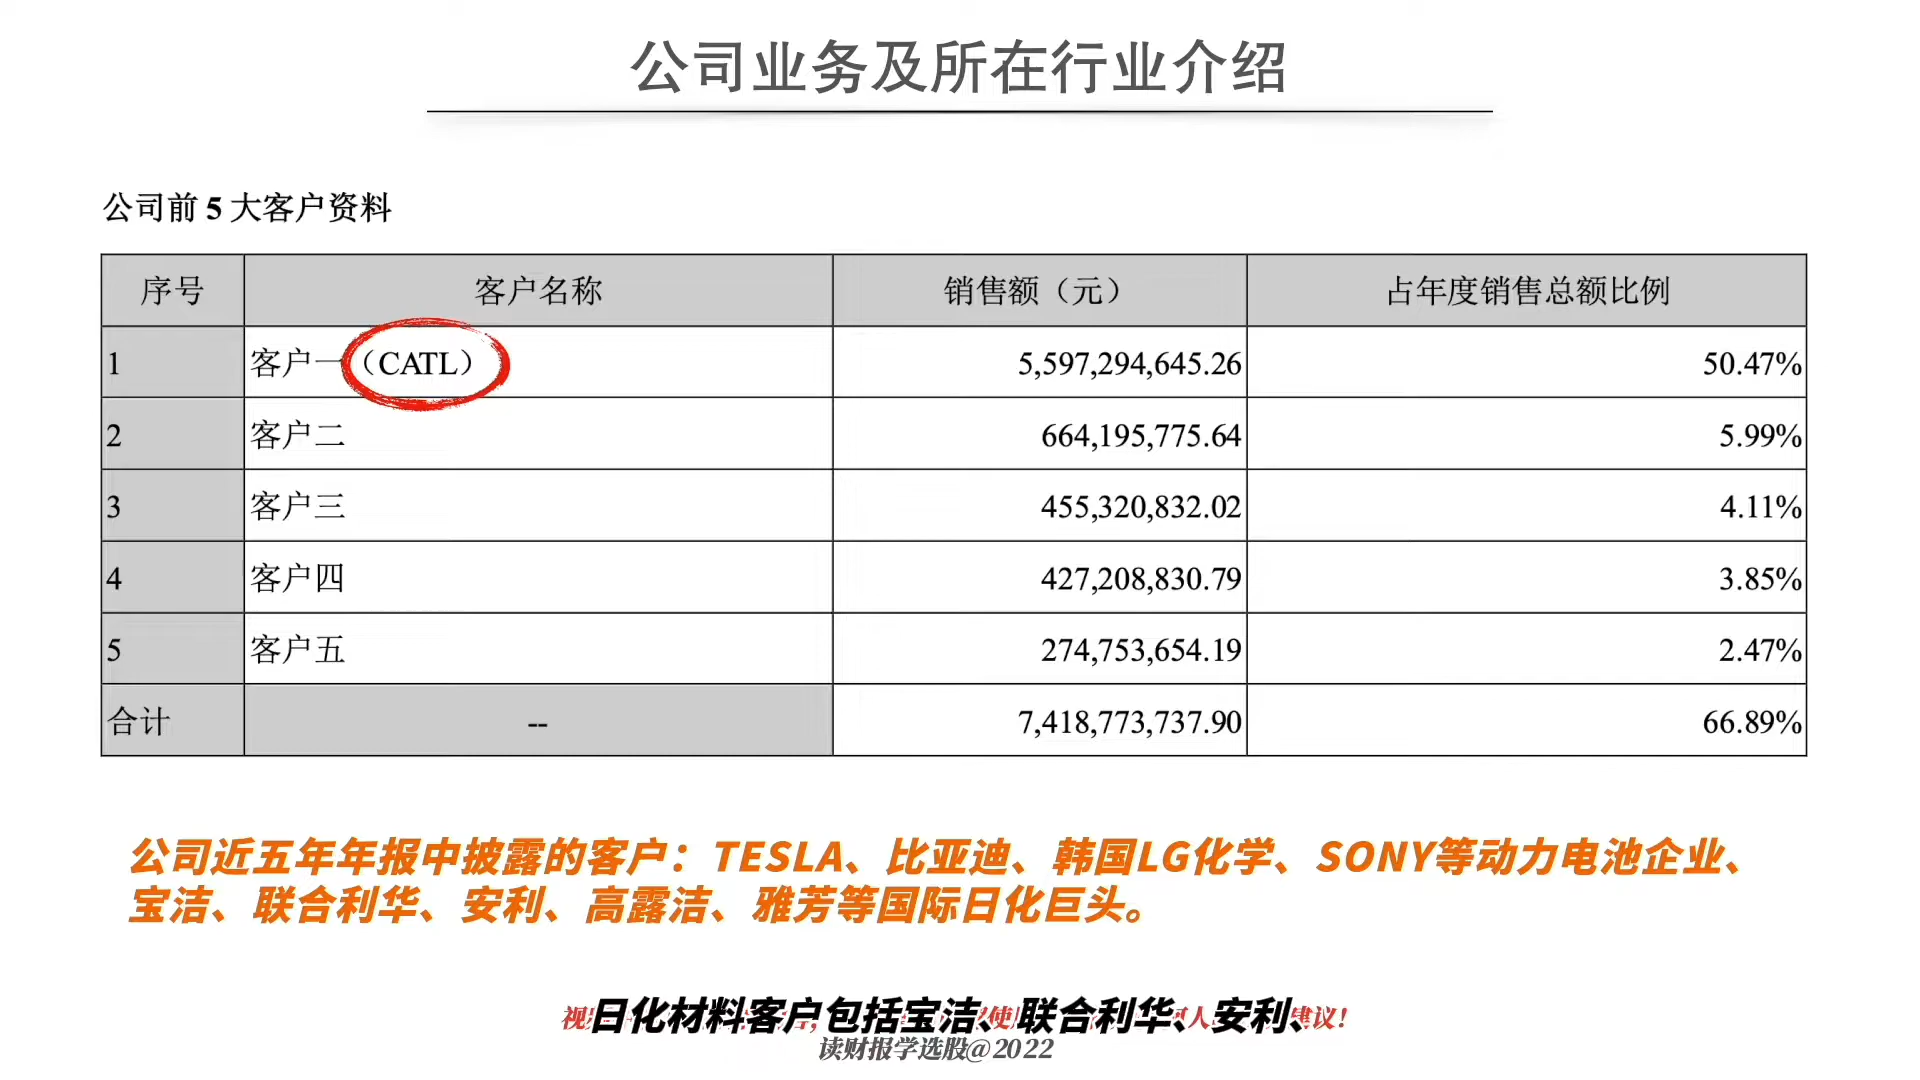 公司业务及所在行业介绍
公司前 5 大客户资料
序号 客户名称 销售额（元） 占年度销售总额比例
1 客户一（CATL） 5,597,294,645.26 50.47%
2 客户二 664,195,775.64 5.99%
3 客户三 455,320,832.02 4.11%
4 客户四 427,208,830.79 3.85%
5 客户五 274,753,654.19 2.47%
合计 -- 7,418,773,737.90 66.89%
公司近五年年报中披露的客户：TESLA、比亚迪、韩国LG化学、SONY等动力电池企业、
宝洁、联合利华、安利、高露洁、雅芳等国际日化巨头。
日化材料客户包括宝洁、联合利华、安利、
建议！
读财报学选股@2022